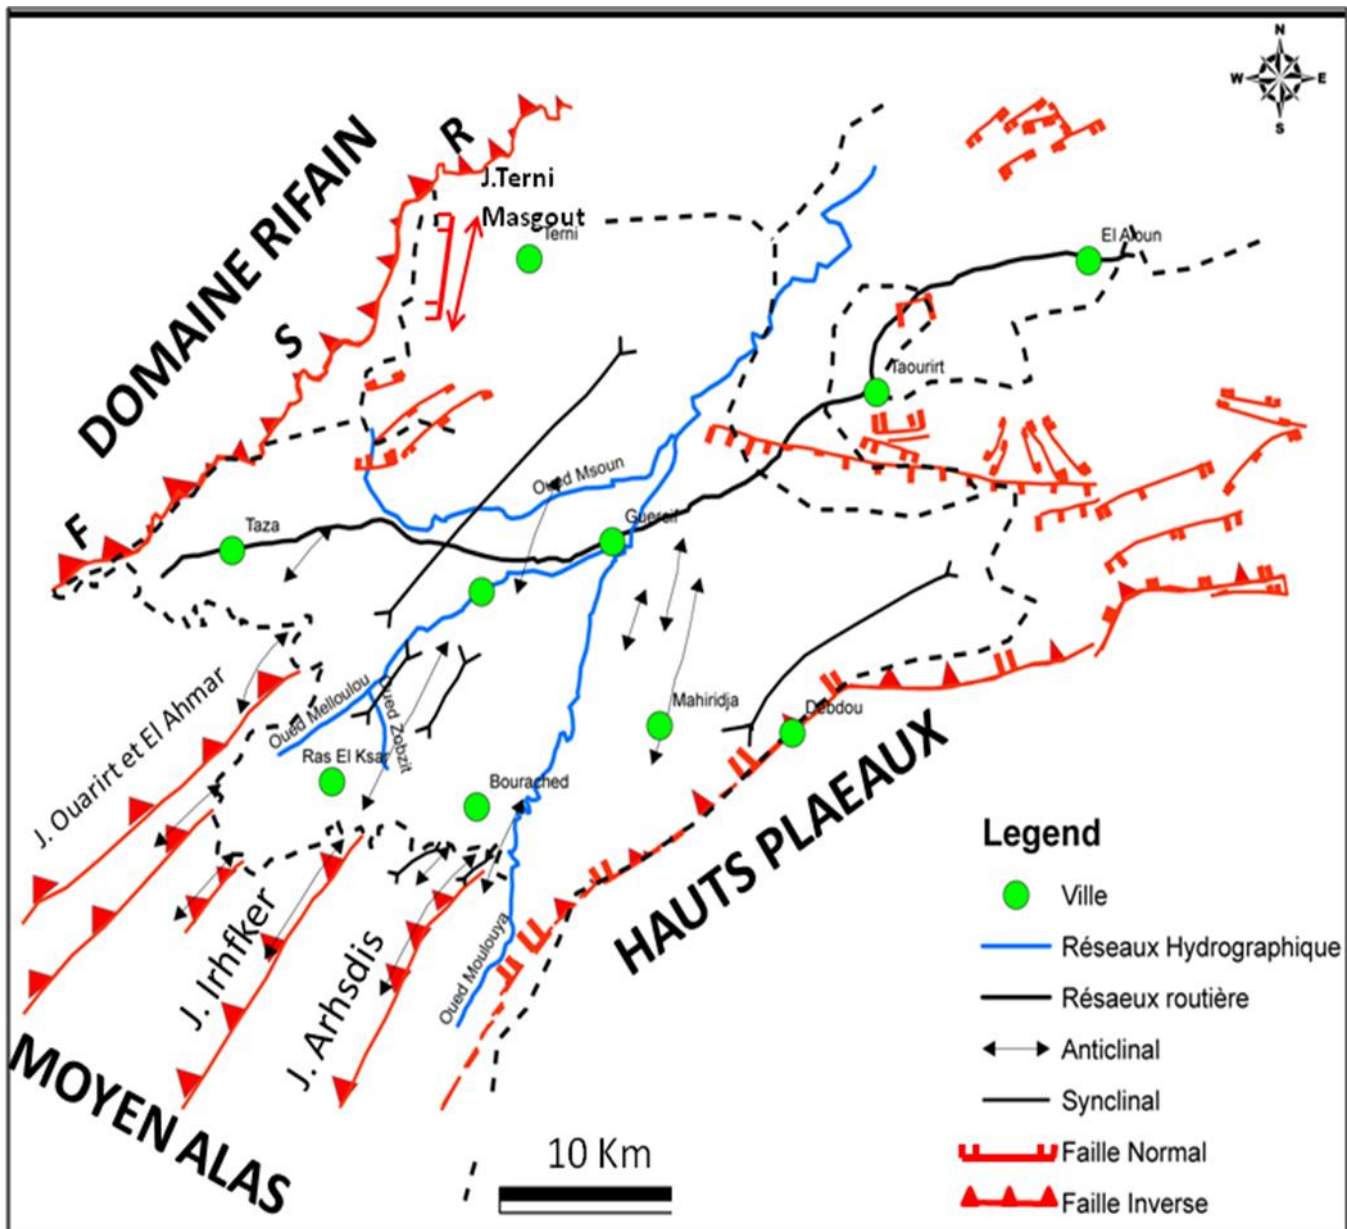 N
W
E
S
DOMAINE RIFAIN
F
S
R
J.Terni
Masgout
Terni
El Aïoun
Taourirt
Oued Msoun
Guercif
Taza
J. Ouarirt et El Ahmar
Oued Melloulou
Oued Zobzit
Ras El Ksar
Bourached
Mahiridja
Debdou
HAUTS PLAEAUX
J. Irhfker
J. Arhsdis
Oued Moulouya
MOYEN ALAS
10 Km
Legend
Ville
Réseaux Hydrographique
Résaeux routière
Anticlinal
Synclinal
Faille Normal
Faille Inverse